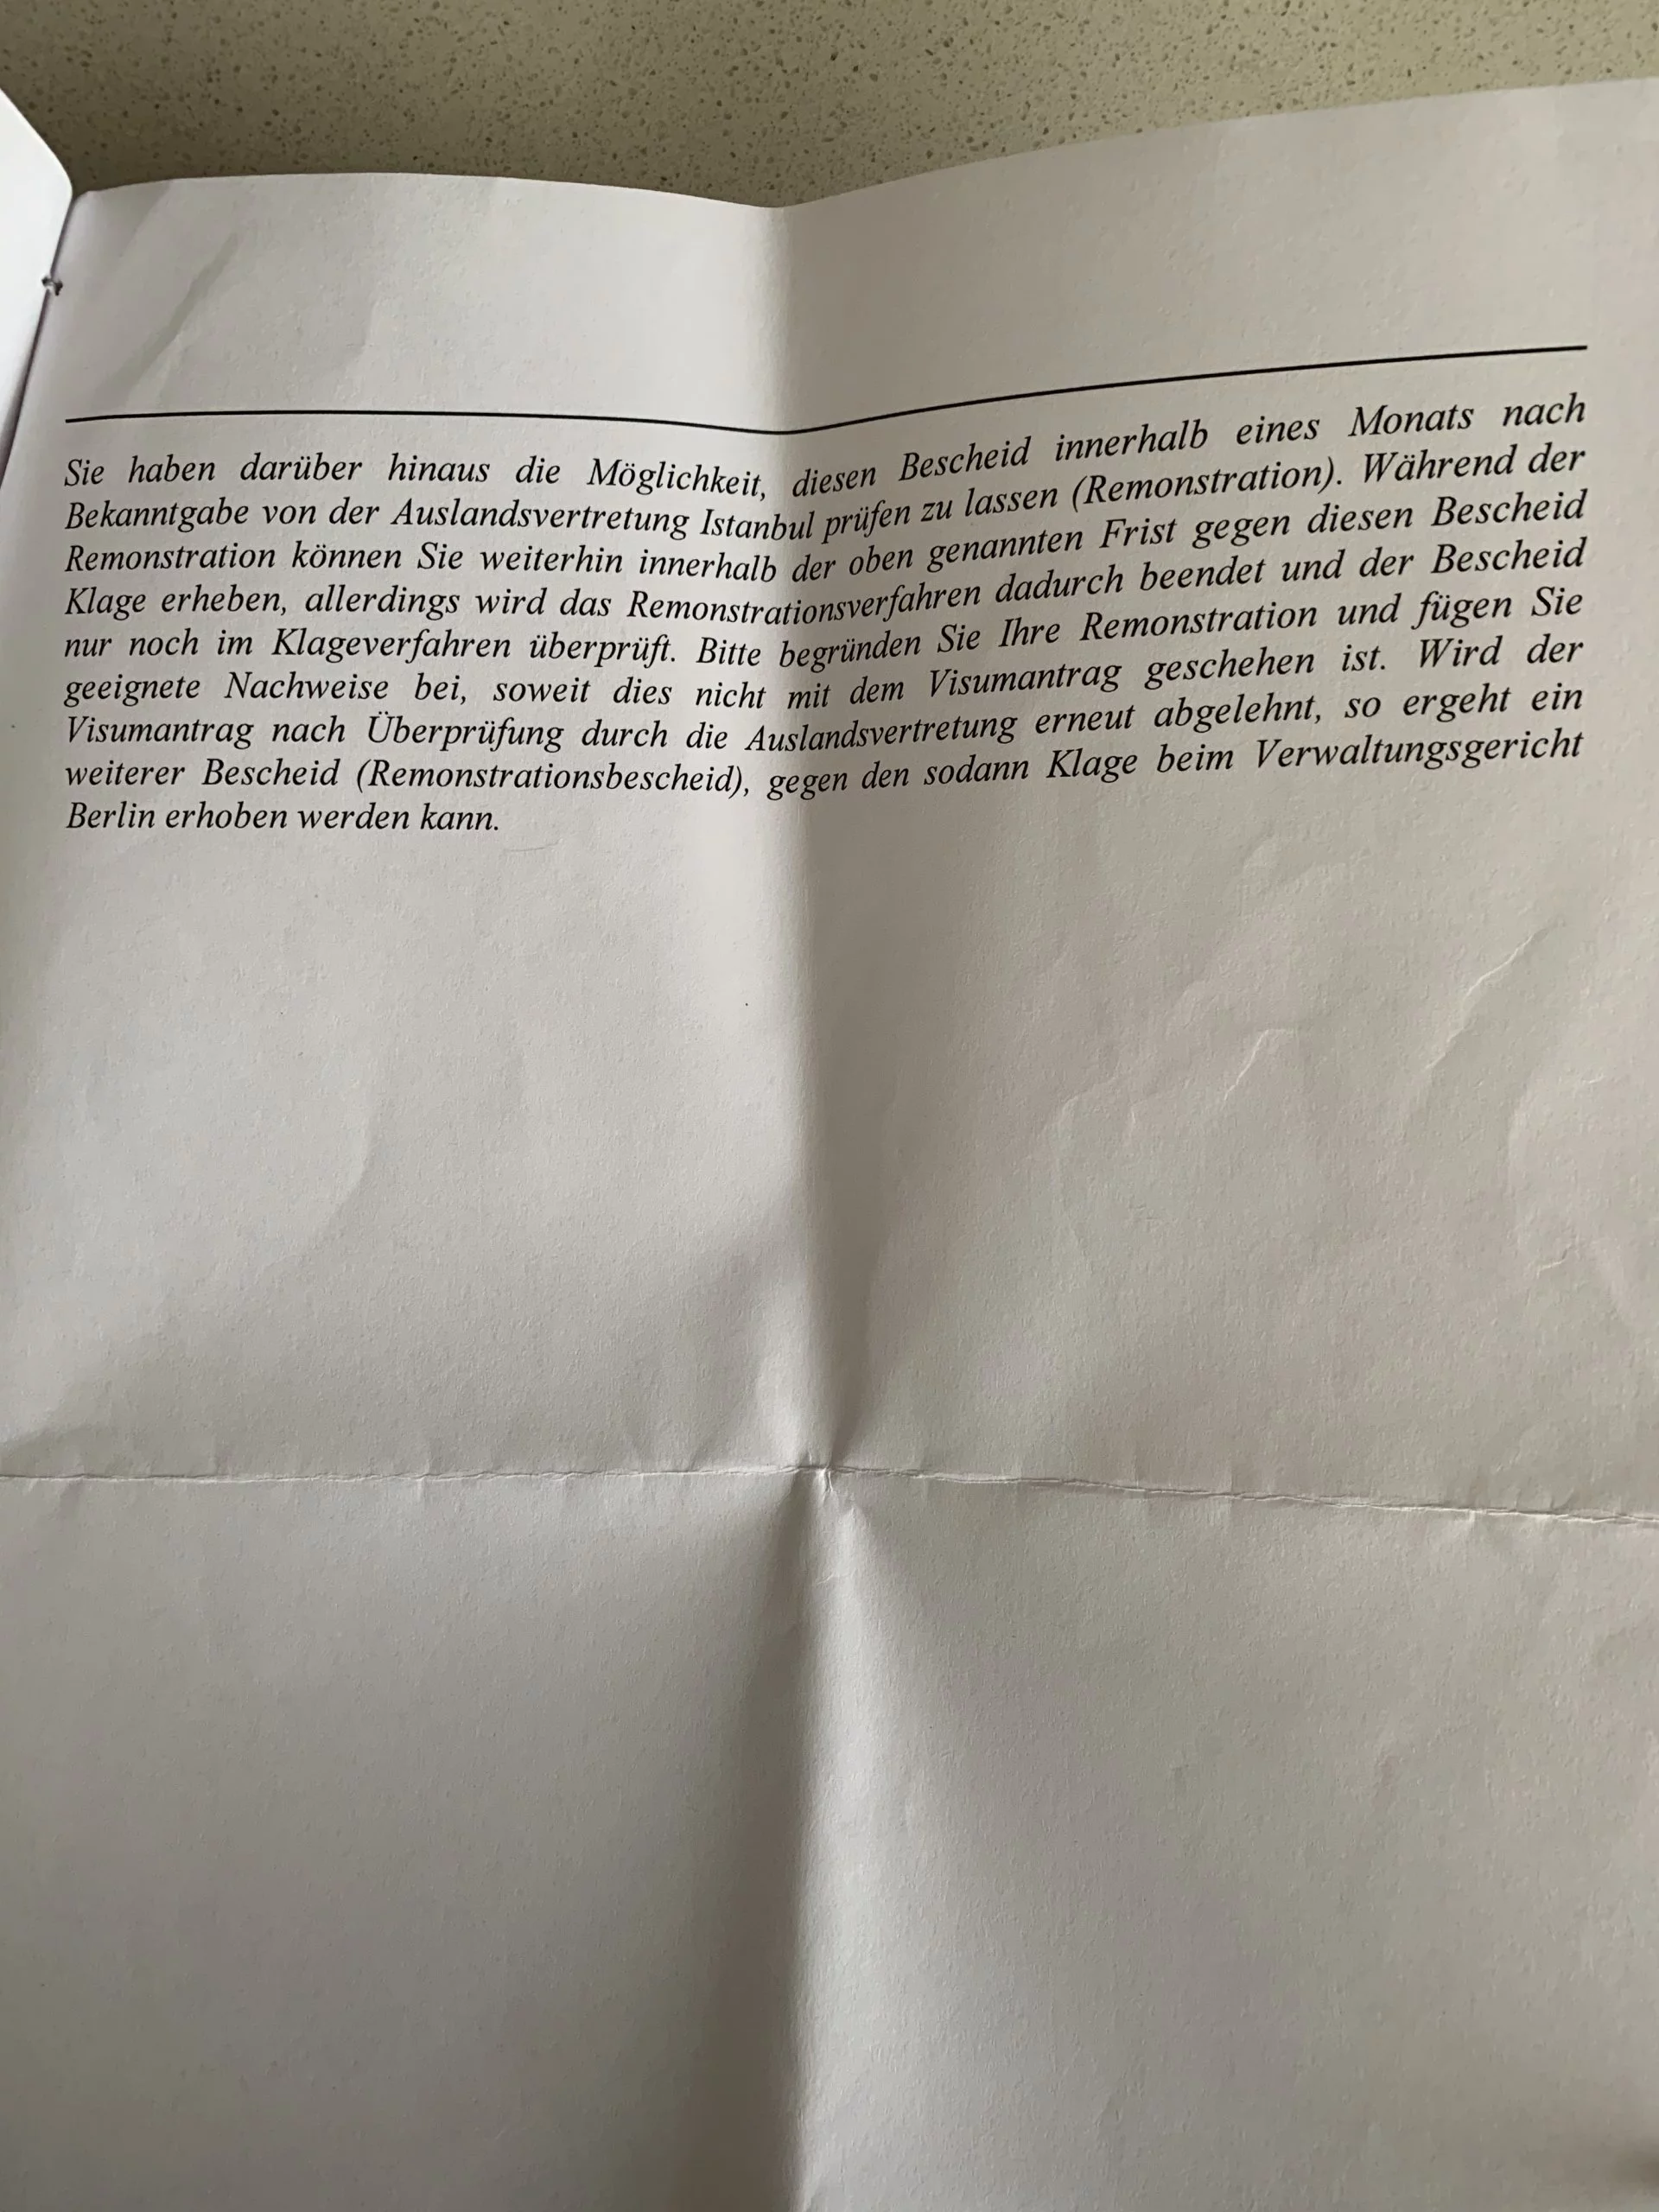 Sie haben darüber hinaus die Möglichkeit, diesen Bescheid innerhalb eines Monats nach
Bekanntgabe von der Auslandsvertretung Istanbul prüfen zu lassen (Remonstration). Während der
Remonstration können Sie weiterhin innerhalb der oben genannten Frist gegen diesen Bescheid
Klage erheben, allerdings wird das Remonstrationsverfahren dadurch beendet und der Bescheid
nur noch im Klageverfahren überprüft. Bitte begründen Sie Ihre Remonstration und fügen Sie
geeignete Nachweise bei, soweit dies nicht mit dem Visumantrag geschehen ist. Wird der
Visumantrag nach Überprüfung durch die Auslandsvertretung erneut abgelehnt, so ergeht ein
weiterer Bescheid (Remonstrationsbescheid), gegen den sodann Klage beim Verwaltungsgericht
Berlin erhoben werden kann.